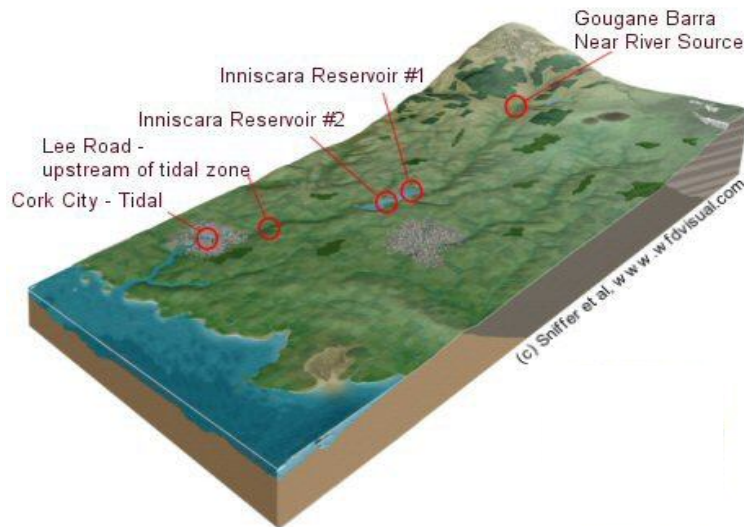 Gougane Barra
Near River Source
Inniscara Reservoir #1
Inniscara Reservoir #2
Lee Road -
upstream of tidal zone
Cork City - Tidal
(c) Sniffer et al, www.wfdvisual.com